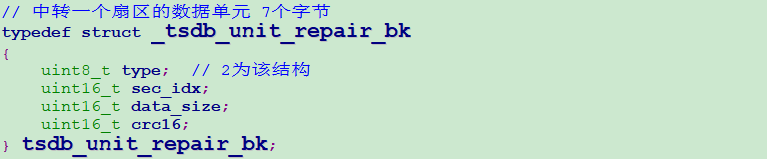 // 中转一个扇区的数据单元 7个字节
typedef struct _tsdb_unit_repair_bk
{
    uint8_t type;  // 2为该结构
    uint16_t sec_idx;
    uint16_t data_size;
    uint16_t crc16;
} tsdb_unit_repair_bk;